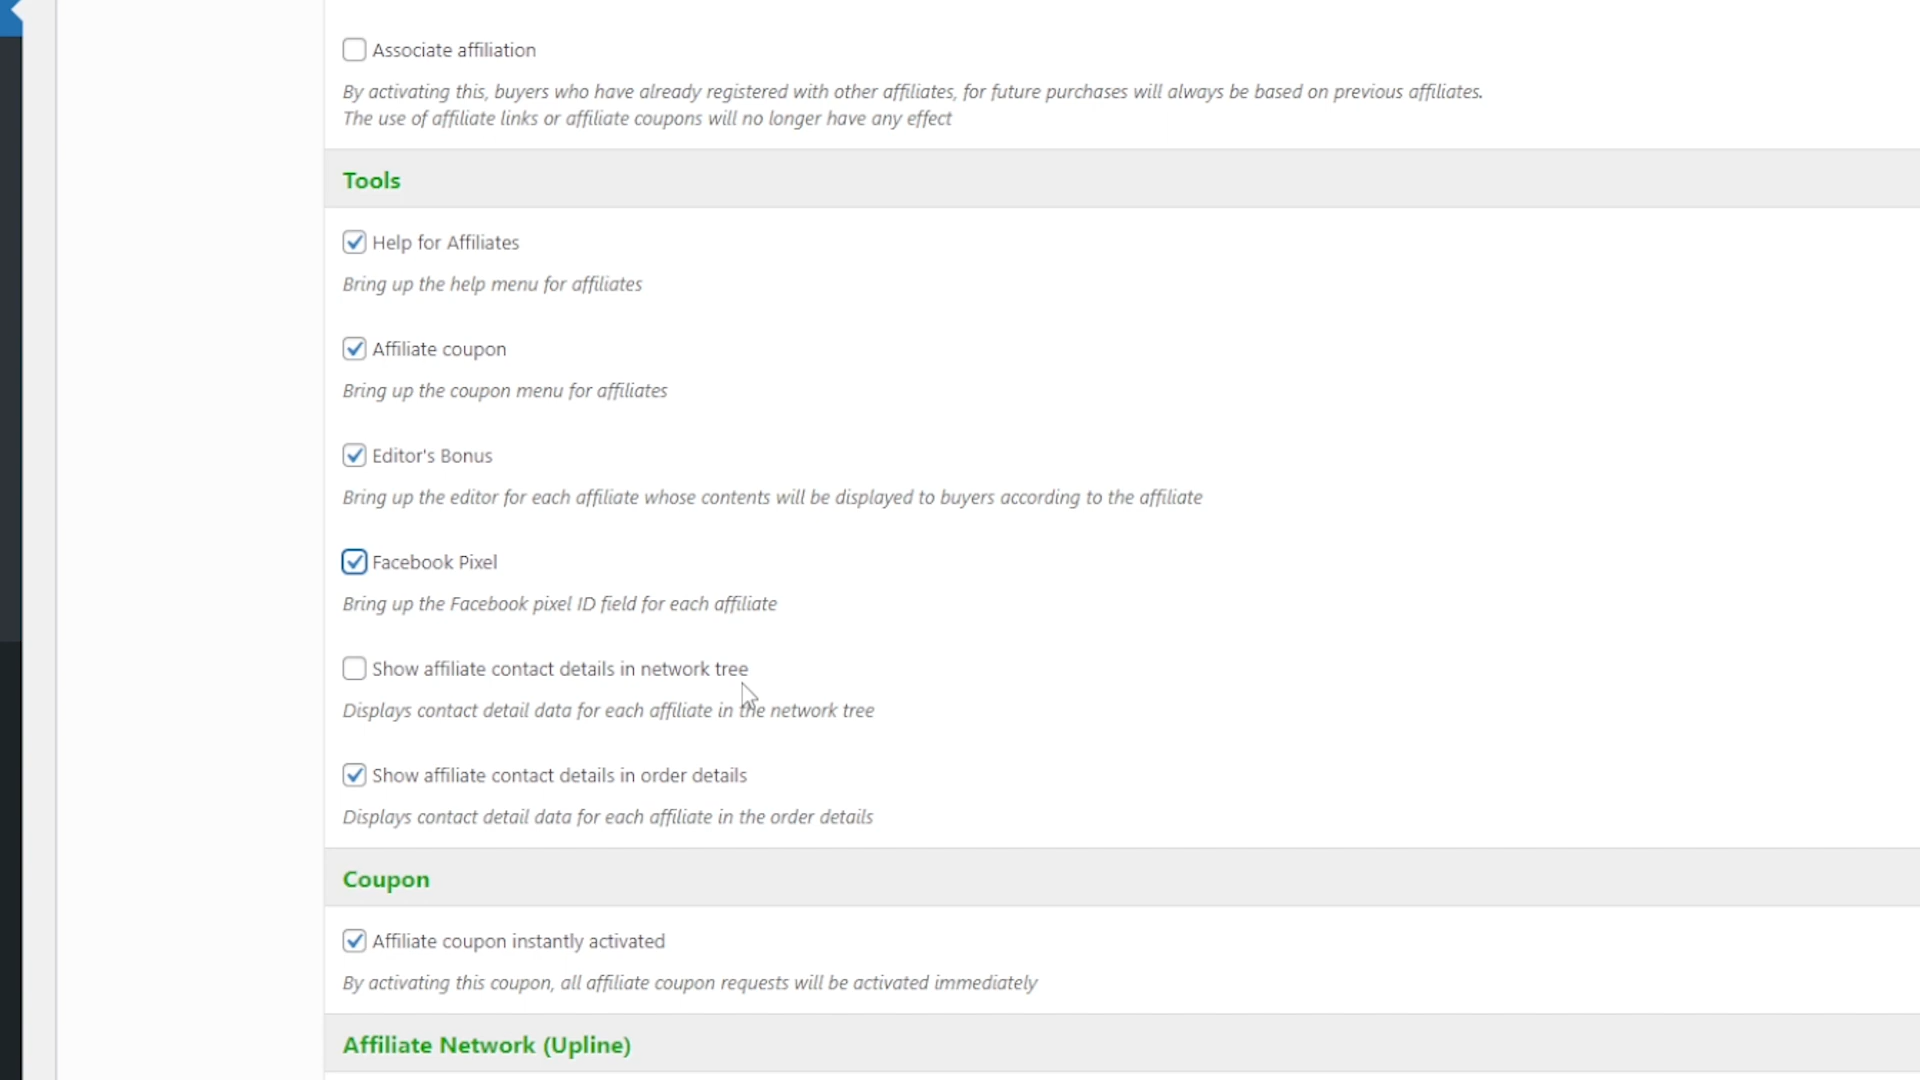 Associate affiliation
By activating this, buyers who have already registered with other affiliates, for future purchases will always be based on previous affiliates.
The use of affiliate links or affiliate coupons will no longer have any effect
Tools
Help for Affiliates
Bring up the help menu for affiliates
Affiliate coupon
Bring up the coupon menu for affiliates
Editor's Bonus
Bring up the editor for each affiliate whose contents will be displayed to buyers according to the affiliate
Facebook Pixel
Bring up the Facebook pixel ID field for each affiliate
Show affiliate contact details in network tree
Displays contact detail data for each affiliate in the network tree
Show affiliate contact details in order details
Displays contact detail data for each affiliate in the order details
Coupon
Affiliate coupon instantly activated
By activating this coupon, all affiliate coupon requests will be activated immediately
Affiliate Network (Upline)